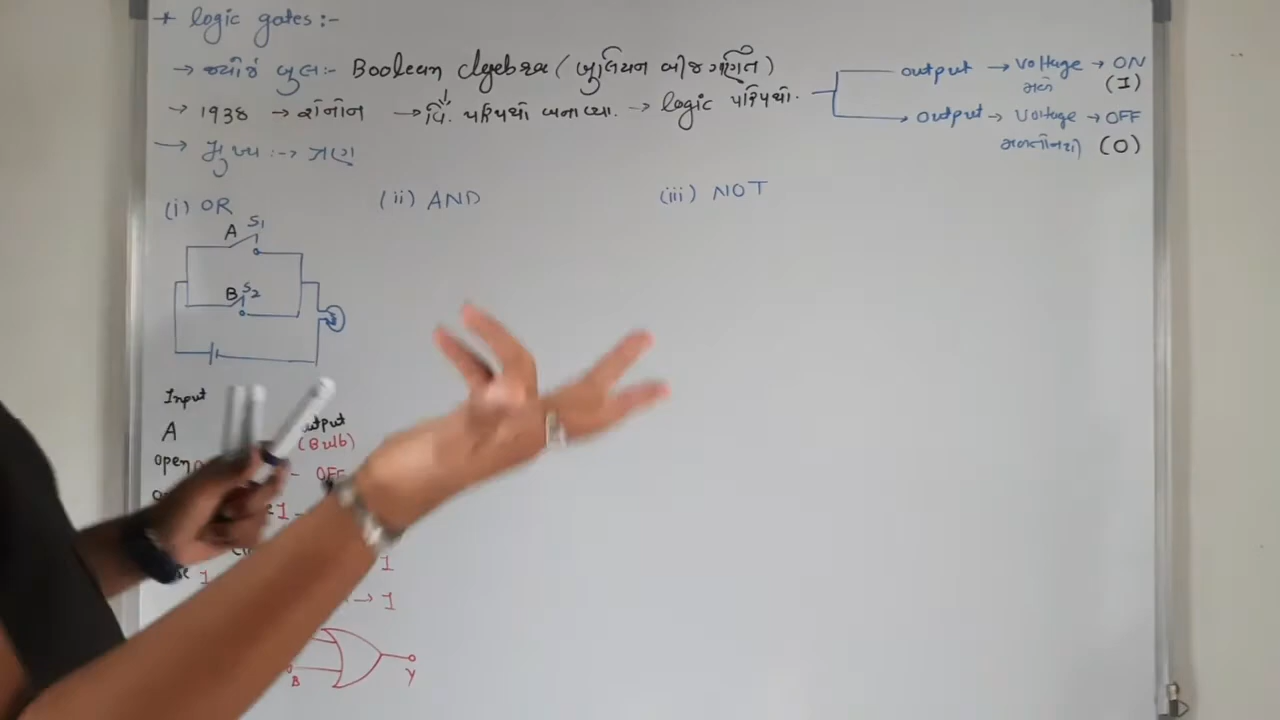 + logic gates :-
→ જ્યોર્જ બુલ :- Boolean algebra ( બુલિયન બીજ ગણિત )
→ 1938 → શેનોન → વિ. પરિપથો બનાવ્યા. → logic પરિપથો.
output → voltage મળે → ON (1)
output → voltage મળતો નથી → OFF (0)
→ મુખ્ય :→ ત્રણ
(i) OR (ii) AND (iii) NOT
A S1
B S2
Input
A
output
(Bulb)
open - OFF
1 -
1
1
→ 1
B Y